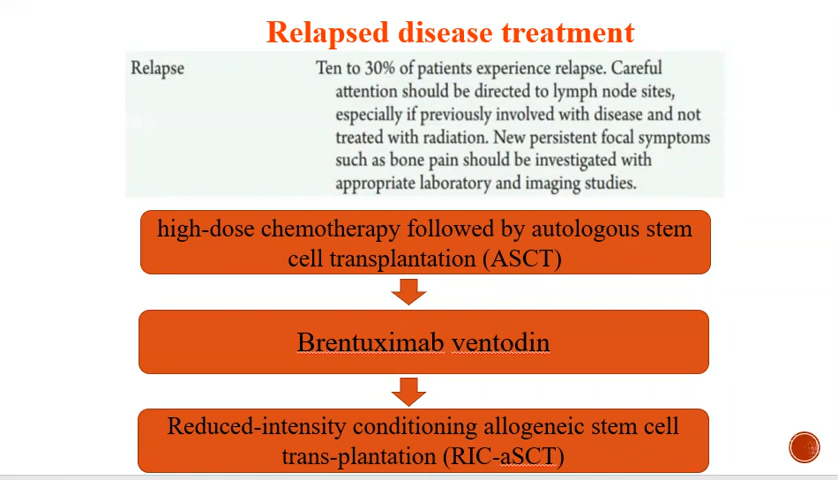 Relapsed disease treatment
Relapse
Ten to 30% of patients experience relapse. Careful
attention should be directed to lymph node sites,
especially if previously involved with disease and not
treated with radiation. New persistent focal symptoms
such as bone pain should be investigated with
appropriate laboratory and imaging studies.
high-dose chemotherapy followed by autologous stem
cell transplantation (ASCT)
Brentuximab ventodin
Reduced-intensity conditioning allogeneic stem cell
trans-plantation (RIC-aSCT)